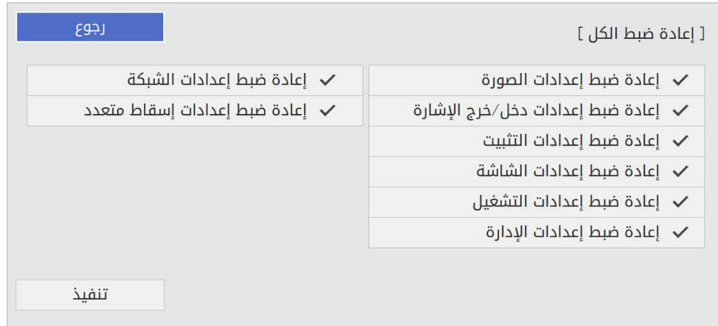 [ إعادة ضبط الكل ]
رجوع
✓ إعادة ضبط إعدادات الصورة
✓ إعادة ضبط إعدادات دخل/خرج الإشارة
✓ إعادة ضبط إعدادات التثبيت
✓ إعادة ضبط إعدادات الشاشة
✓ إعادة ضبط إعدادات التشغيل
✓ إعادة ضبط إعدادات الإدارة
✓ إعادة ضبط إعدادات الشبكة
✓ إعادة ضبط إعدادات إسقاط متعدد
تنفيذ